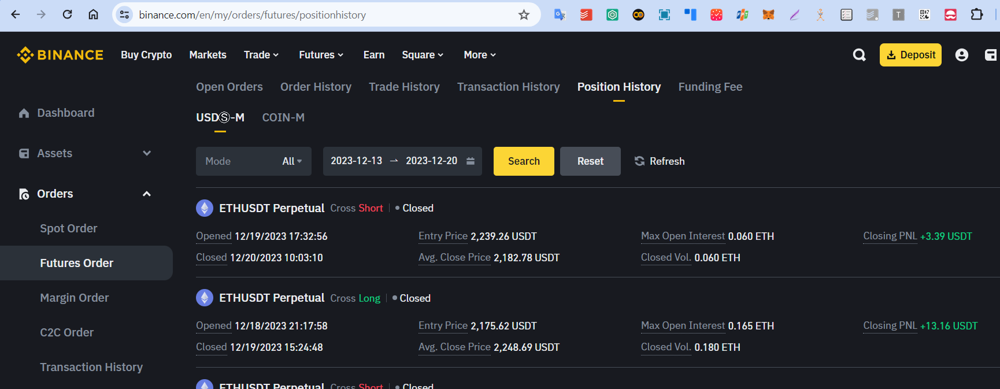 binance.com/en/my/orders/futures/positionhistory
BINANCE Buy Crypto Markets Trade Futures Earn Square More Deposit
Open Orders Order History Trade History Transaction History Position History Funding Fee
Dashboard
USDⓈ-M COIN-M
Assets
Mode All 2023-12-13 → 2023-12-20 Search Reset Refresh
Orders
ETHUSDT Perpetual Cross Short Closed
Spot Order
Opened 12/19/2023 17:32:56 Entry Price 2,239.26 USDT Max Open Interest 0.060 ETH Closing PNL +3.39 USDT
Closed 12/20/2023 10:03:10 Avg. Close Price 2,182.78 USDT Closed Vol. 0.060 ETH
Futures Order
Margin Order
ETHUSDT Perpetual Cross Long Closed
Opened 12/18/2023 21:17:58 Entry Price 2,175.62 USDT Max Open Interest 0.165 ETH Closing PNL +13.16 USDT
C2C Order
Closed 12/19/2023 15:24:48 Avg. Close Price 2,248.69 USDT Closed Vol. 0.180 ETH
Transaction History
ETHUSDT Perpetual Cross Short Closed